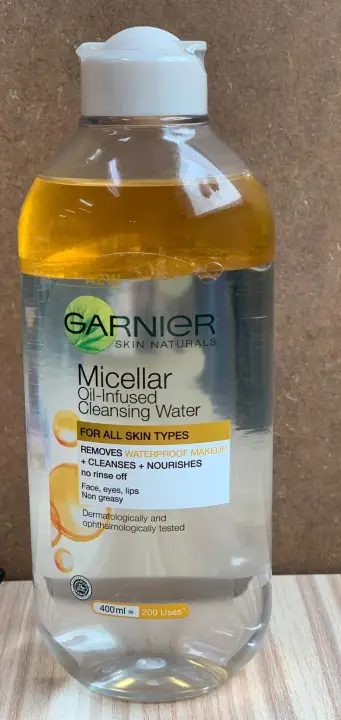 GARNIER
SKIN NATURALS
Micellar
Oil-Infused
Cleansing Water
FOR ALL SKIN TYPES
REMOVES WATERPROOF MAKEUP
+ CLEANSES + NOURISHES
no rinse off
Face, eyes, lips
Non greasy
Dermatologically and
ophthalmologically tested
400ml = 200 Uses*